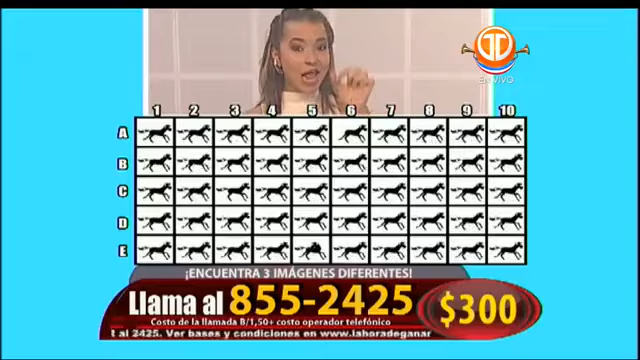 EN VIVO
1 2 3 4 5 6 7 8 9 10
A
B
C
D
E
¡ENCUENTRA 3 IMÁGENES DIFERENTES!
Llama al 855-2425
$300
Costo de la llamada B/1,50+ costo operador telefónico
t al 2425. Ver bases y condiciones en www.lahoradeganar